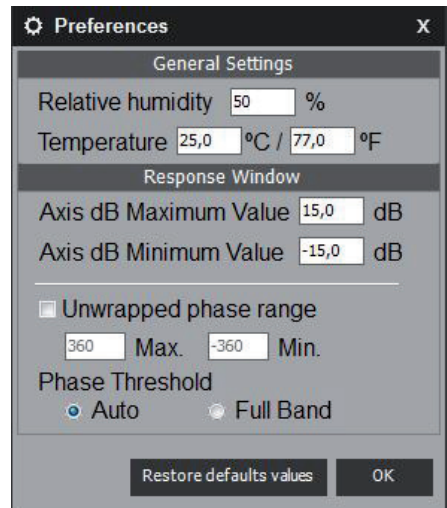 Preferences X
General Settings
Relative humidity 50 %
Temperature 25,0 ºC / 77,0 ºF
Response Window
Axis dB Maximum Value 15,0 dB
Axis dB Minimum Value -15,0 dB
Unwrapped phase range
360 Max. -360 Min.
Phase Threshold
Auto Full Band
Restore defaults values OK